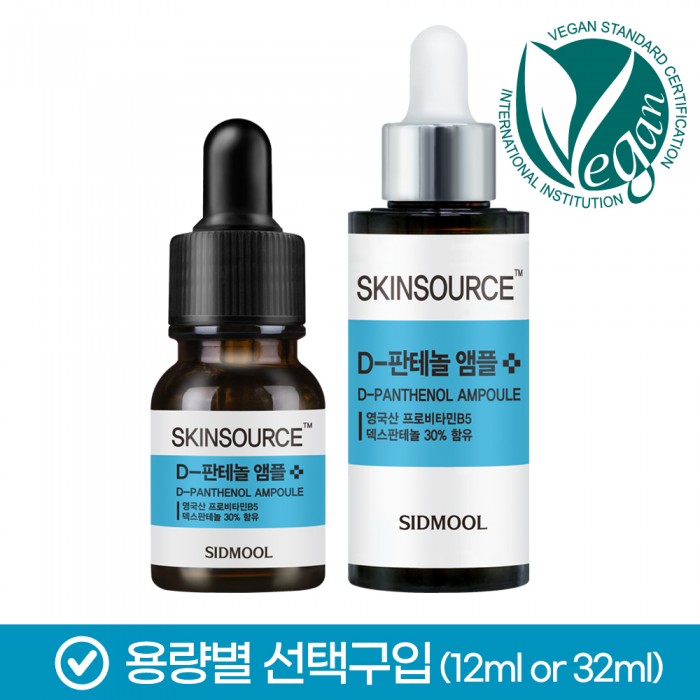 VEGAN STANDARD CERTIFICATION
INTERNATIONAL INSTITUTION
Vegan
SKINSOURCE™
D-판테놀 앰플
D-PANTHENOL AMPOULE
영국산 프로비타민B5
덱스판테놀 30% 함유
SIDMOOL
SKINSOURCE™
D-판테놀 앰플
D-PANTHENOL AMPOULE
영국산 프로비타민B5
덱스판테놀 30% 함유
SIDMOOL
용량별 선택구입 (12ml or 32ml)